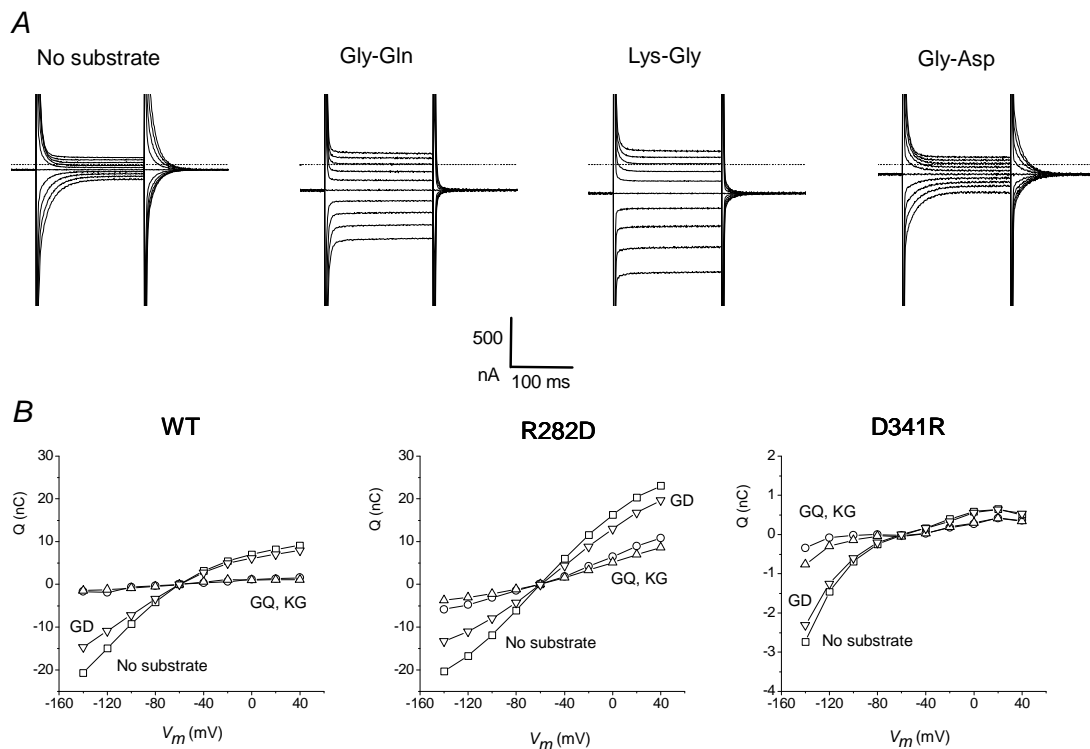 A
No substrate
Gly-Gln
Lys-Gly
Gly-Asp
500
nA
100 ms
B
WT
R282D
D341R
Q (nC)
30
20
10
0
-10
-20
GD
GQ, KG
No substrate
-160
-120
-80
-40
0
40
Vm (mV)
Q (nC)
30
20
10
0
-10
-20
GD
GQ, KG
No substrate
-160
-120
-80
-40
0
40
Vm (mV)
Q (nC)
2
1
0
-1
-2
-3
-4
GQ, KG
GD
No substrate
-160
-120
-80
-40
0
40
Vm (mV)